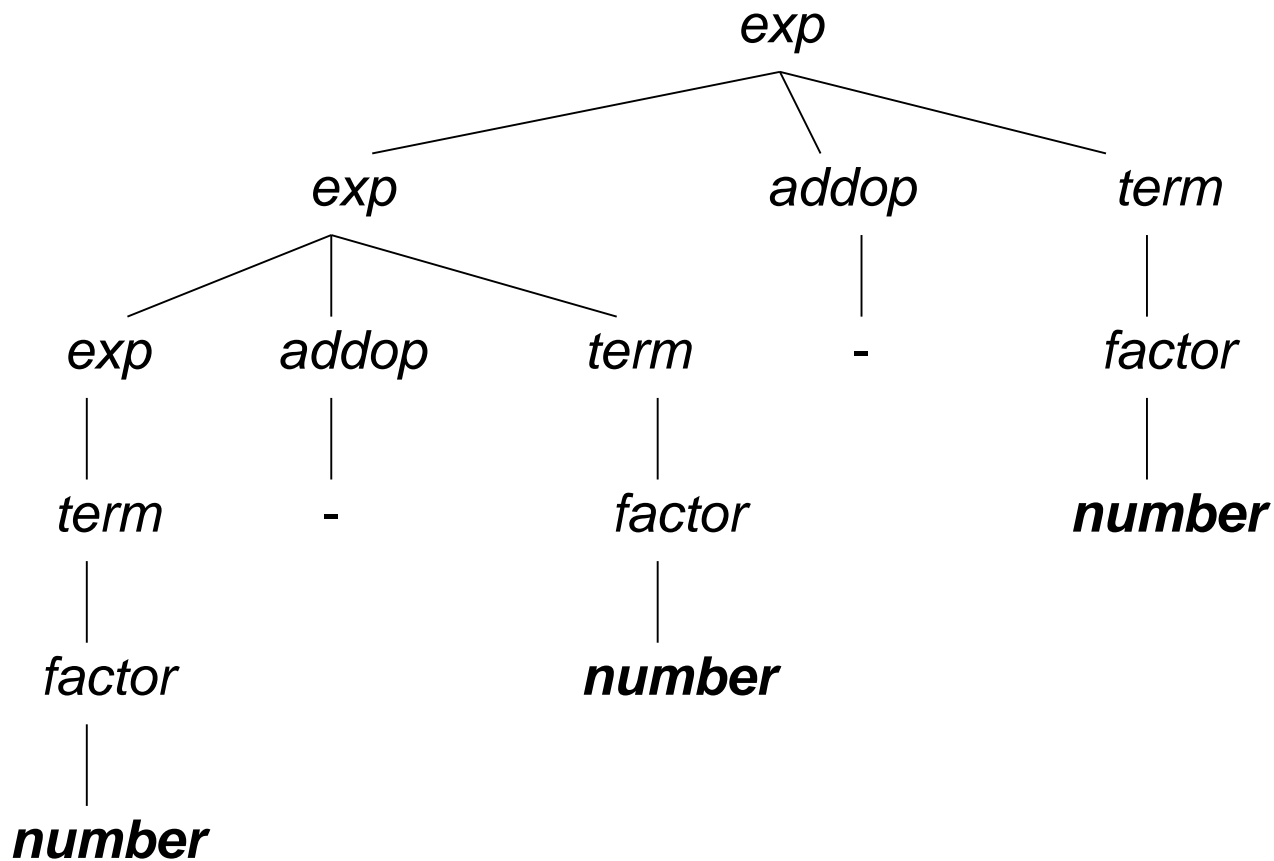 exp
exp addop term
exp addop term - factor
term - factor number
factor number
number